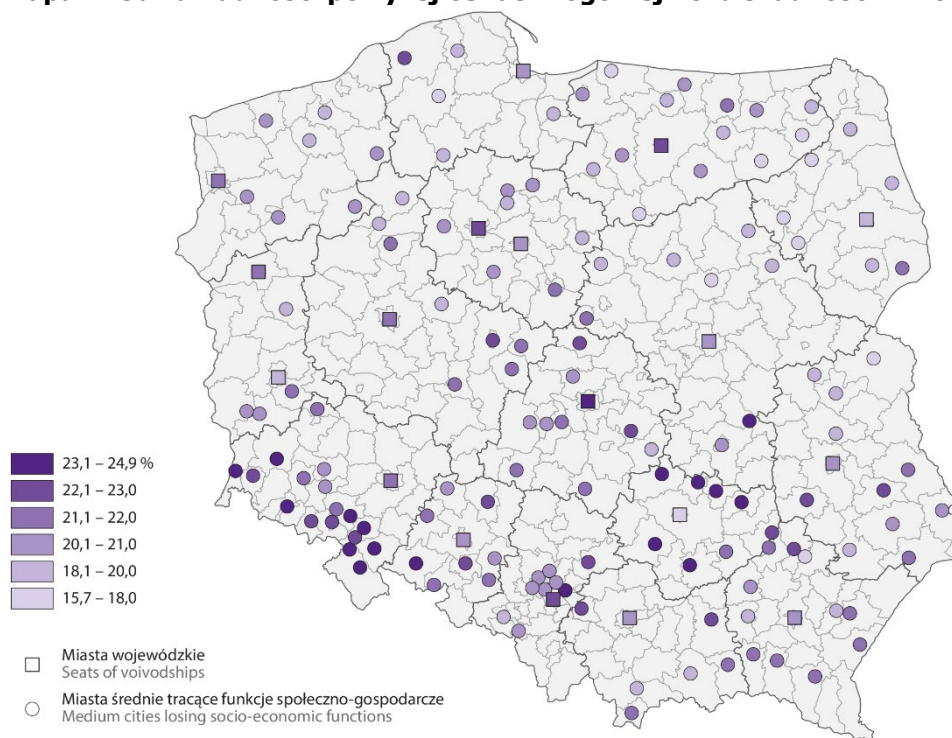 23,1 – 24,9 %
22,1 – 23,0
21,1 – 22,0
20,1 – 21,0
18,1 – 20,0
15,7 – 18,0
Miasta wojewódzkie
Seats of voivodships
Miasta średnie tracące funkcje społeczno-gospodarcze
Medium cities losing socio-economic functions